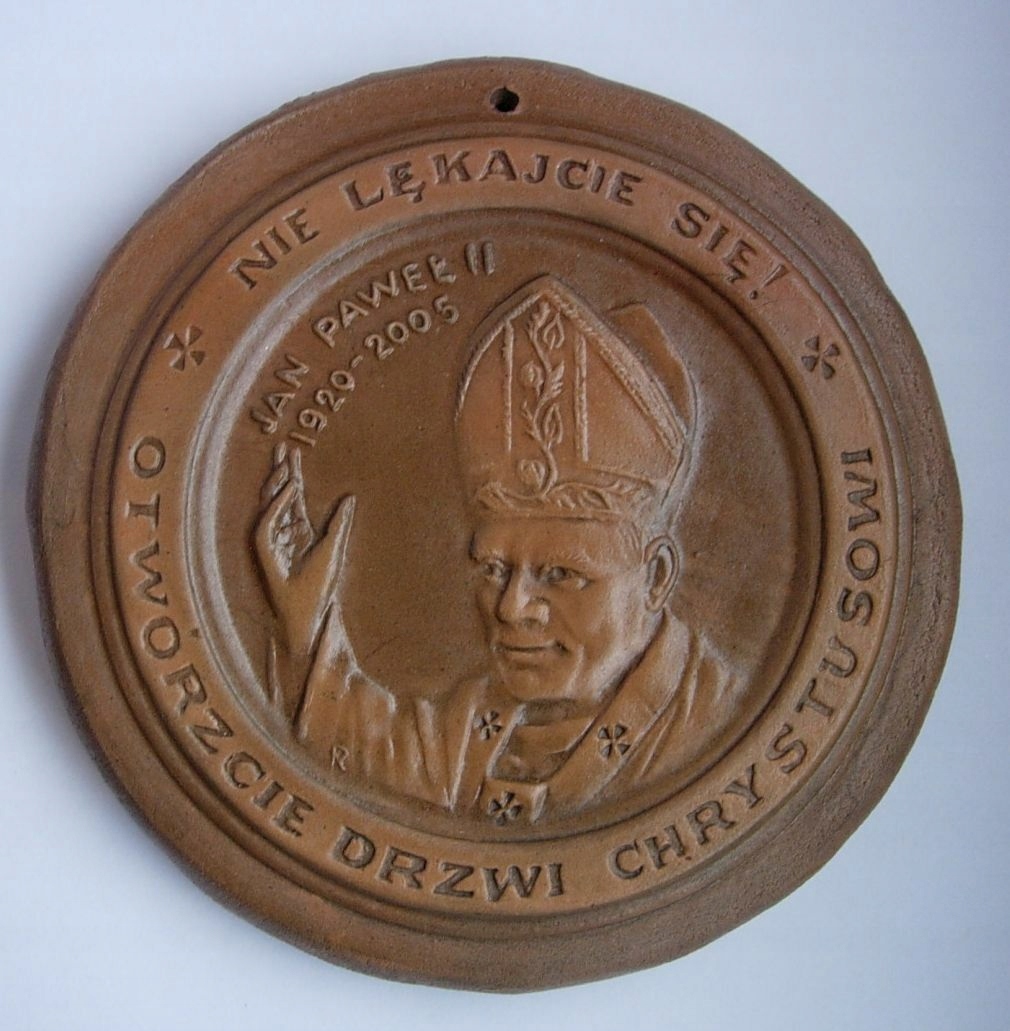 NIE LĘKAJCIE SIĘ!
JAN PAWEŁ II
1920-2005
OTWÓRZCIE DRZWI CHRYSTUSOWI
R